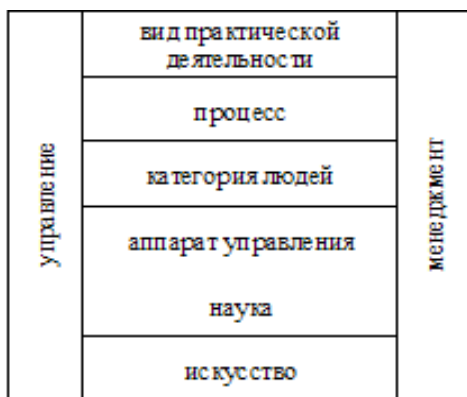 управление
вид практической
деятельности
процесс
категория людей
аппарат управления
наука
искусство
менеджмент